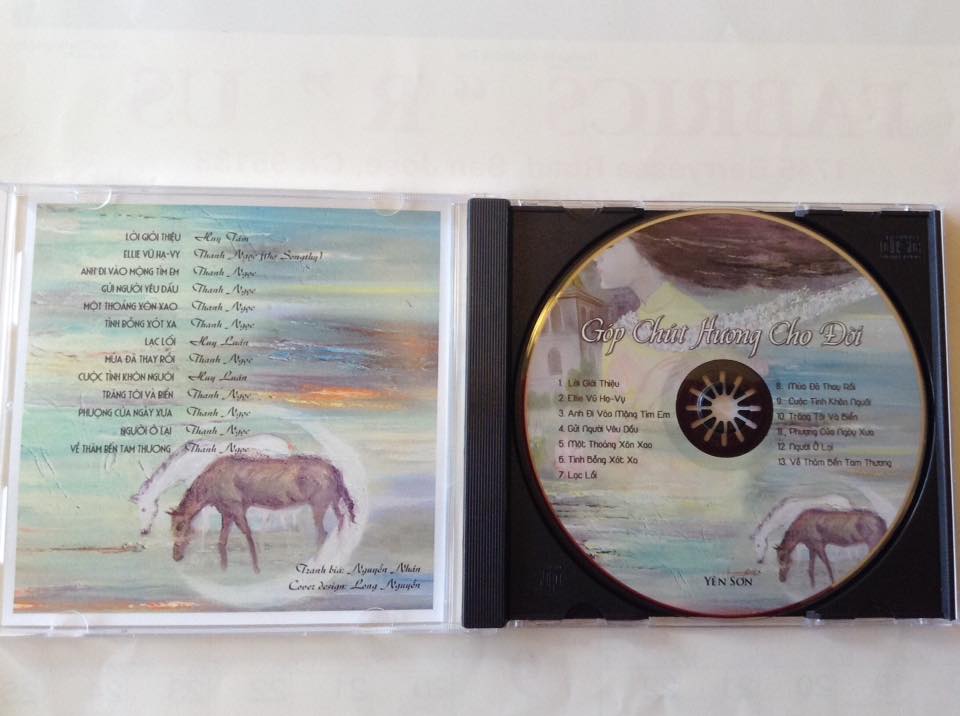 FABRICS "R" US
LỜI GIỚI THIỆU Huy Tâm
ELLIE VŨ HẠ-VY Thanh Ngọc (thơ Songthy)
ANH ĐI VÀO MỘNG TÌM EM Thanh Ngọc
GỬI NGƯỜI YÊU DẤU Thanh Ngọc
MỘT THOÁNG XÔN XAO Thanh Ngọc
TÌNH BỖNG XÓT XA Thanh Ngọc
LẠC LỐI Huy Luân
MÙA ĐÃ THAY RỒI Thanh Ngọc
CUỘC TÌNH KHÔN NGUÔI Huy Luân
TRĂNG TÔI VÀ BIỂN Thanh Ngọc
PHƯỢNG CỦA NGÀY XƯA Thanh Ngọc
NGƯỜI Ở LẠI Thanh Ngọc
VỀ THĂM BẾN TAM THƯƠNG Thanh Ngọc
Tranh bìa: Nguyên Nhân
Cover design: Long Nguyễn
Góp Chút Hương Cho Đời
1. Lời Giới Thiệu
2. Ellie Vũ Hạ-Vy
3. Anh Đi Vào Mộng Tìm Em
4. Gửi Người Yêu Dấu
5. Một Thoáng Xôn Xao
6. Tình Bỗng Xót Xa
7. Lạc Lối
8. Mùa Đã Thay Rồi
9. Cuộc Tình Khôn Nguôi
10. Trăng Tôi Và Biển
11. Phượng Của Ngày Xưa
12. Người Ở Lại
13. Về Thăm Bến Tam Thương
YÊN SƠN